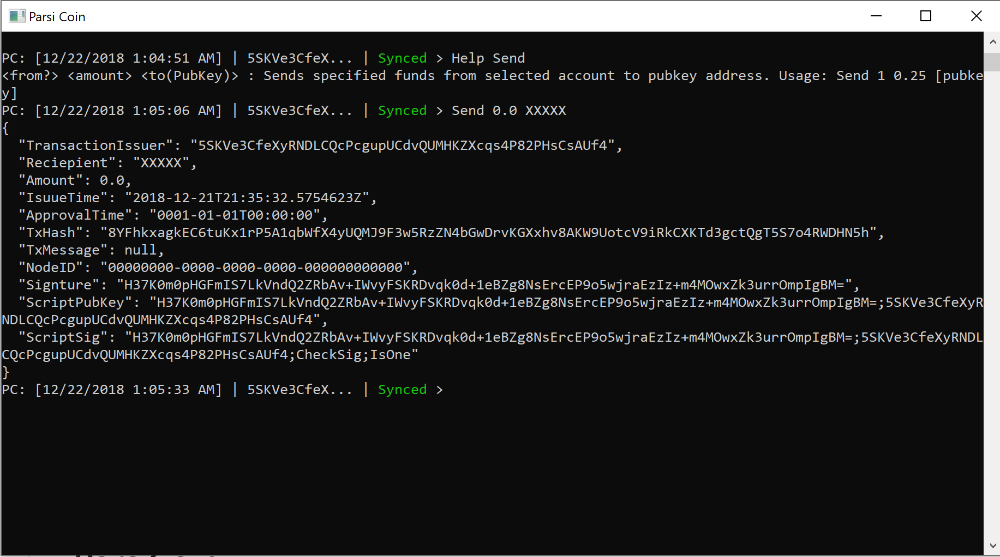 Parsi Coin
PC: [12/22/2018 1:04:51 AM] | 5SKVe3CfeX... | Synced > Help Send
<from?> <amount> <to(PubKey)> : Sends specified funds from selected account to pubkey address. Usage: Send 1 0.25 [pubke
y]
PC: [12/22/2018 1:05:06 AM] | 5SKVe3CfeX... | Synced > Send 0.0 XXXXX
{
  "TransactionIssuer": "5SKVe3CfeXyRNDLCQcPcgupUCdvQUMHKZXcqs4P82PHsCsAUf4",
  "Reciepient": "XXXXX",
  "Amount": 0.0,
  "IsuueTime": "2018-12-21T21:35:32.5754623Z",
  "ApprovalTime": "0001-01-01T00:00:00",
  "TxHash": "8YFhkxagkEC6tuKx1rP5A1qbWfX4yUQMJ9F3w5RzZN4bGwDrvKGXxhv8AKW9UotcV9iRkCXKTd3gctQgT5S7o4RWDHN5h",
  "TxMessage": null,
  "NodeID": "00000000-0000-0000-0000-000000000000",
  "Signture": "H37K0m0pHGFmIS7LkVndQ2ZRbAv+IWvyFSKRDvqk0d+1eBZg8NsErcEP9o5wjraEzIz+m4MOwxZk3urrOmpIgBM=",
  "ScriptPubKey": "H37K0m0pHGFmIS7LkVndQ2ZRbAv+IWvyFSKRDvqk0d+1eBZg8NsErcEP9o5wjraEzIz+m4MOwxZk3urrOmpIgBM=;5SKVe3CfeXyR
NDLCQcPcgupUCdvQUMHKZXcqs4P82PHsCsAUf4",
  "ScriptSig": "H37K0m0pHGFmIS7LkVndQ2ZRbAv+IWvyFSKRDvqk0d+1eBZg8NsErcEP9o5wjraEzIz+m4MOwxZk3urrOmpIgBM=;5SKVe3CfeXyRNDL
CQcPcgupUCdvQUMHKZXcqs4P82PHsCsAUf4;CheckSig;IsOne"
}
PC: [12/22/2018 1:05:33 AM] | 5SKVe3CfeX... | Synced >